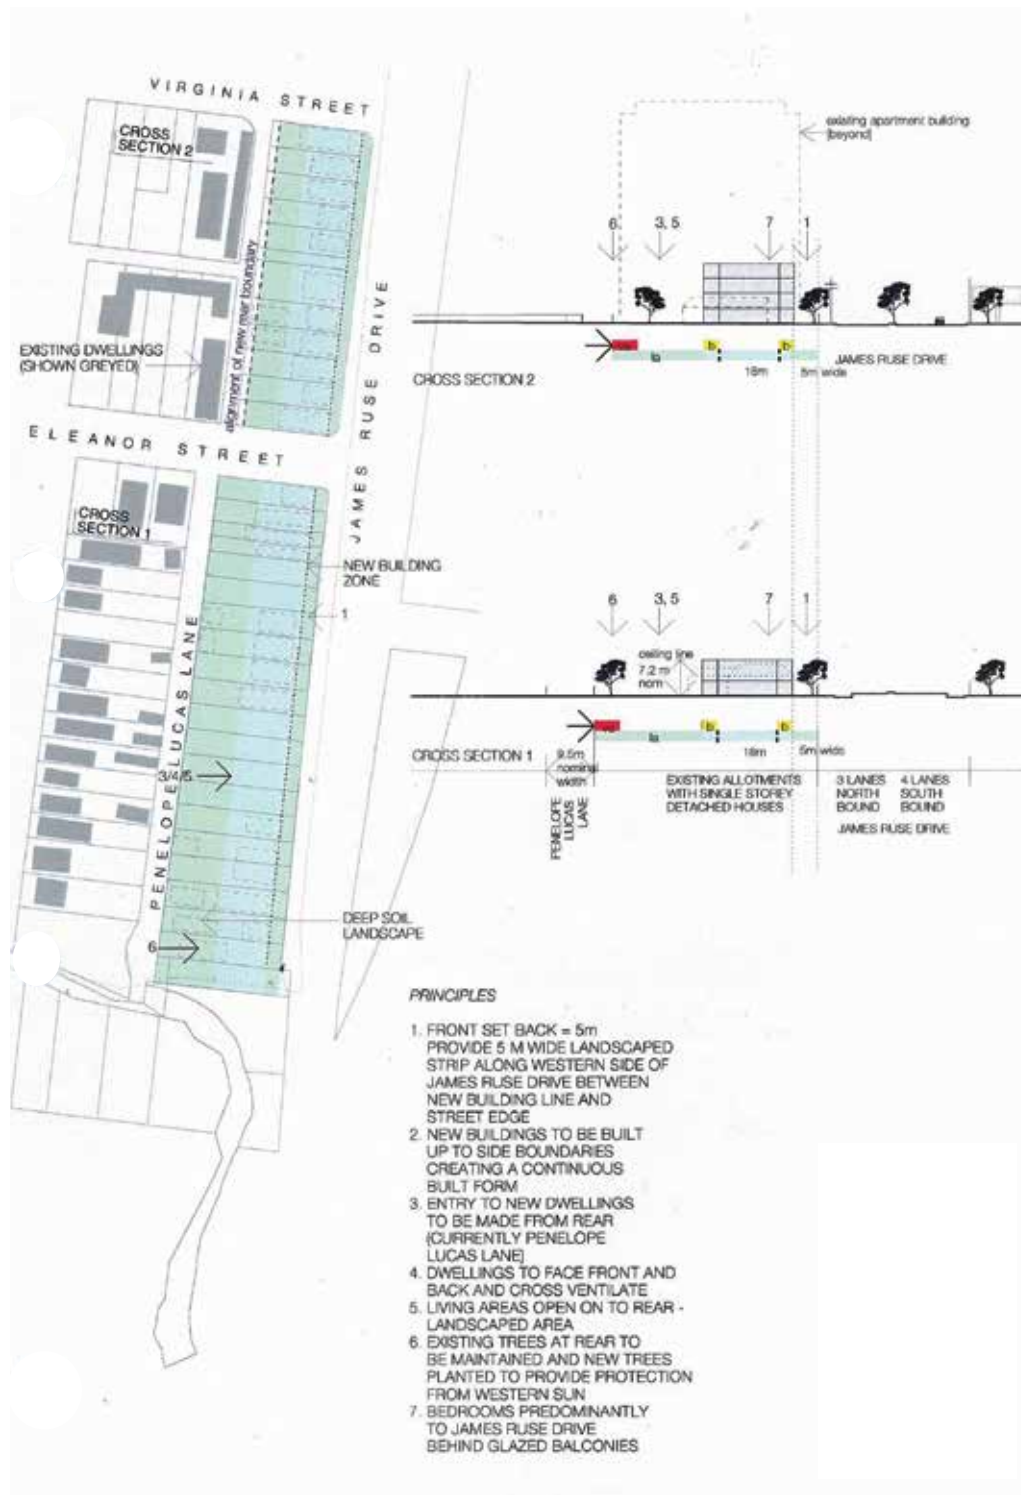 VIRGINIA STREET
CROSS
SECTION 2
alignment of new rear boundary
EXISTING DWELLINGS
(SHOWN GREYED)
JAMES RUSE DRIVE
ELEANOR STREET
CROSS
SECTION 1
NEW BUILDING
ZONE
1
PENELOPE LUCAS LANE
3/4/5
6
DEEP SOIL
LANDSCAPE
existing apartment building
[beyond]
6 3, 5 7 1
b b
la
18m 5m wide
JAMES RUSE DRIVE
CROSS SECTION 2
6 3, 5 7 1
ceiling line
7.2 m
nom
b b
la
18m 5m wide
CROSS SECTION 1
9.5m
nominal
width
PENELOPE
LUCAS
LANE
EXISTING ALLOTMENTS
WITH SINGLE STOREY
DETACHED HOUSES
3 LANES
NORTH
BOUND
4 LANES
SOUTH
BOUND
JAMES RUSE DRIVE
PRINCIPLES
1. FRONT SET BACK = 5m
PROVIDE 5 M WIDE LANDSCAPED
STRIP ALONG WESTERN SIDE OF
JAMES RUSE DRIVE BETWEEN
NEW BUILDING LINE AND
STREET EDGE
2. NEW BUILDINGS TO BE BUILT
UP TO SIDE BOUNDARIES
CREATING A CONTINUOUS
BUILT FORM
3. ENTRY TO NEW DWELLINGS
TO BE MADE FROM REAR
(CURRENTLY PENELOPE
LUCAS LANE)
4. DWELLINGS TO FACE FRONT AND
BACK AND CROSS VENTILATE
5. LIVING AREAS OPEN ON TO REAR -
LANDSCAPED AREA
6. EXISTING TREES AT REAR TO
BE MAINTAINED AND NEW TREES
PLANTED TO PROVIDE PROTECTION
FROM WESTERN SUN
7. BEDROOMS PREDOMINANTLY
TO JAMES RUSE DRIVE
BEHIND GLAZED BALCONIES